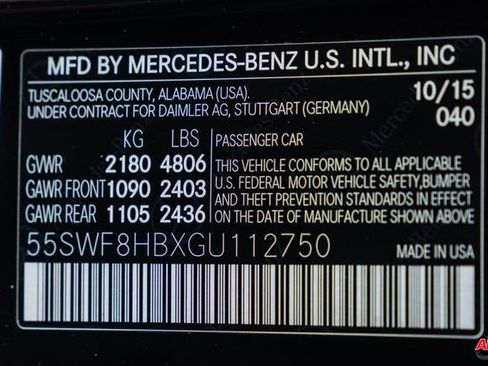 MFD BY MERCEDES-BENZ U.S. INTL., INC
TUSCALOOSA COUNTY, ALABAMA (USA). 10/15
UNDER CONTRACT FOR DAIMLER AG, STUTTGART (GERMANY) 040
KG LBS PASSENGER CAR
GVWR 2180 4806 THIS VEHICLE CONFORMS TO ALL APPLICABLE
GAWR FRONT 1090 2403 U.S. FEDERAL MOTOR VEHICLE SAFETY,BUMPER
AND THEFT PREVENTION STANDARDS IN EFFECT
GAWR REAR 1105 2436 ON THE DATE OF MANUFACTURE SHOWN ABOVE
55SWF8HBXGU112750 MADE IN USA